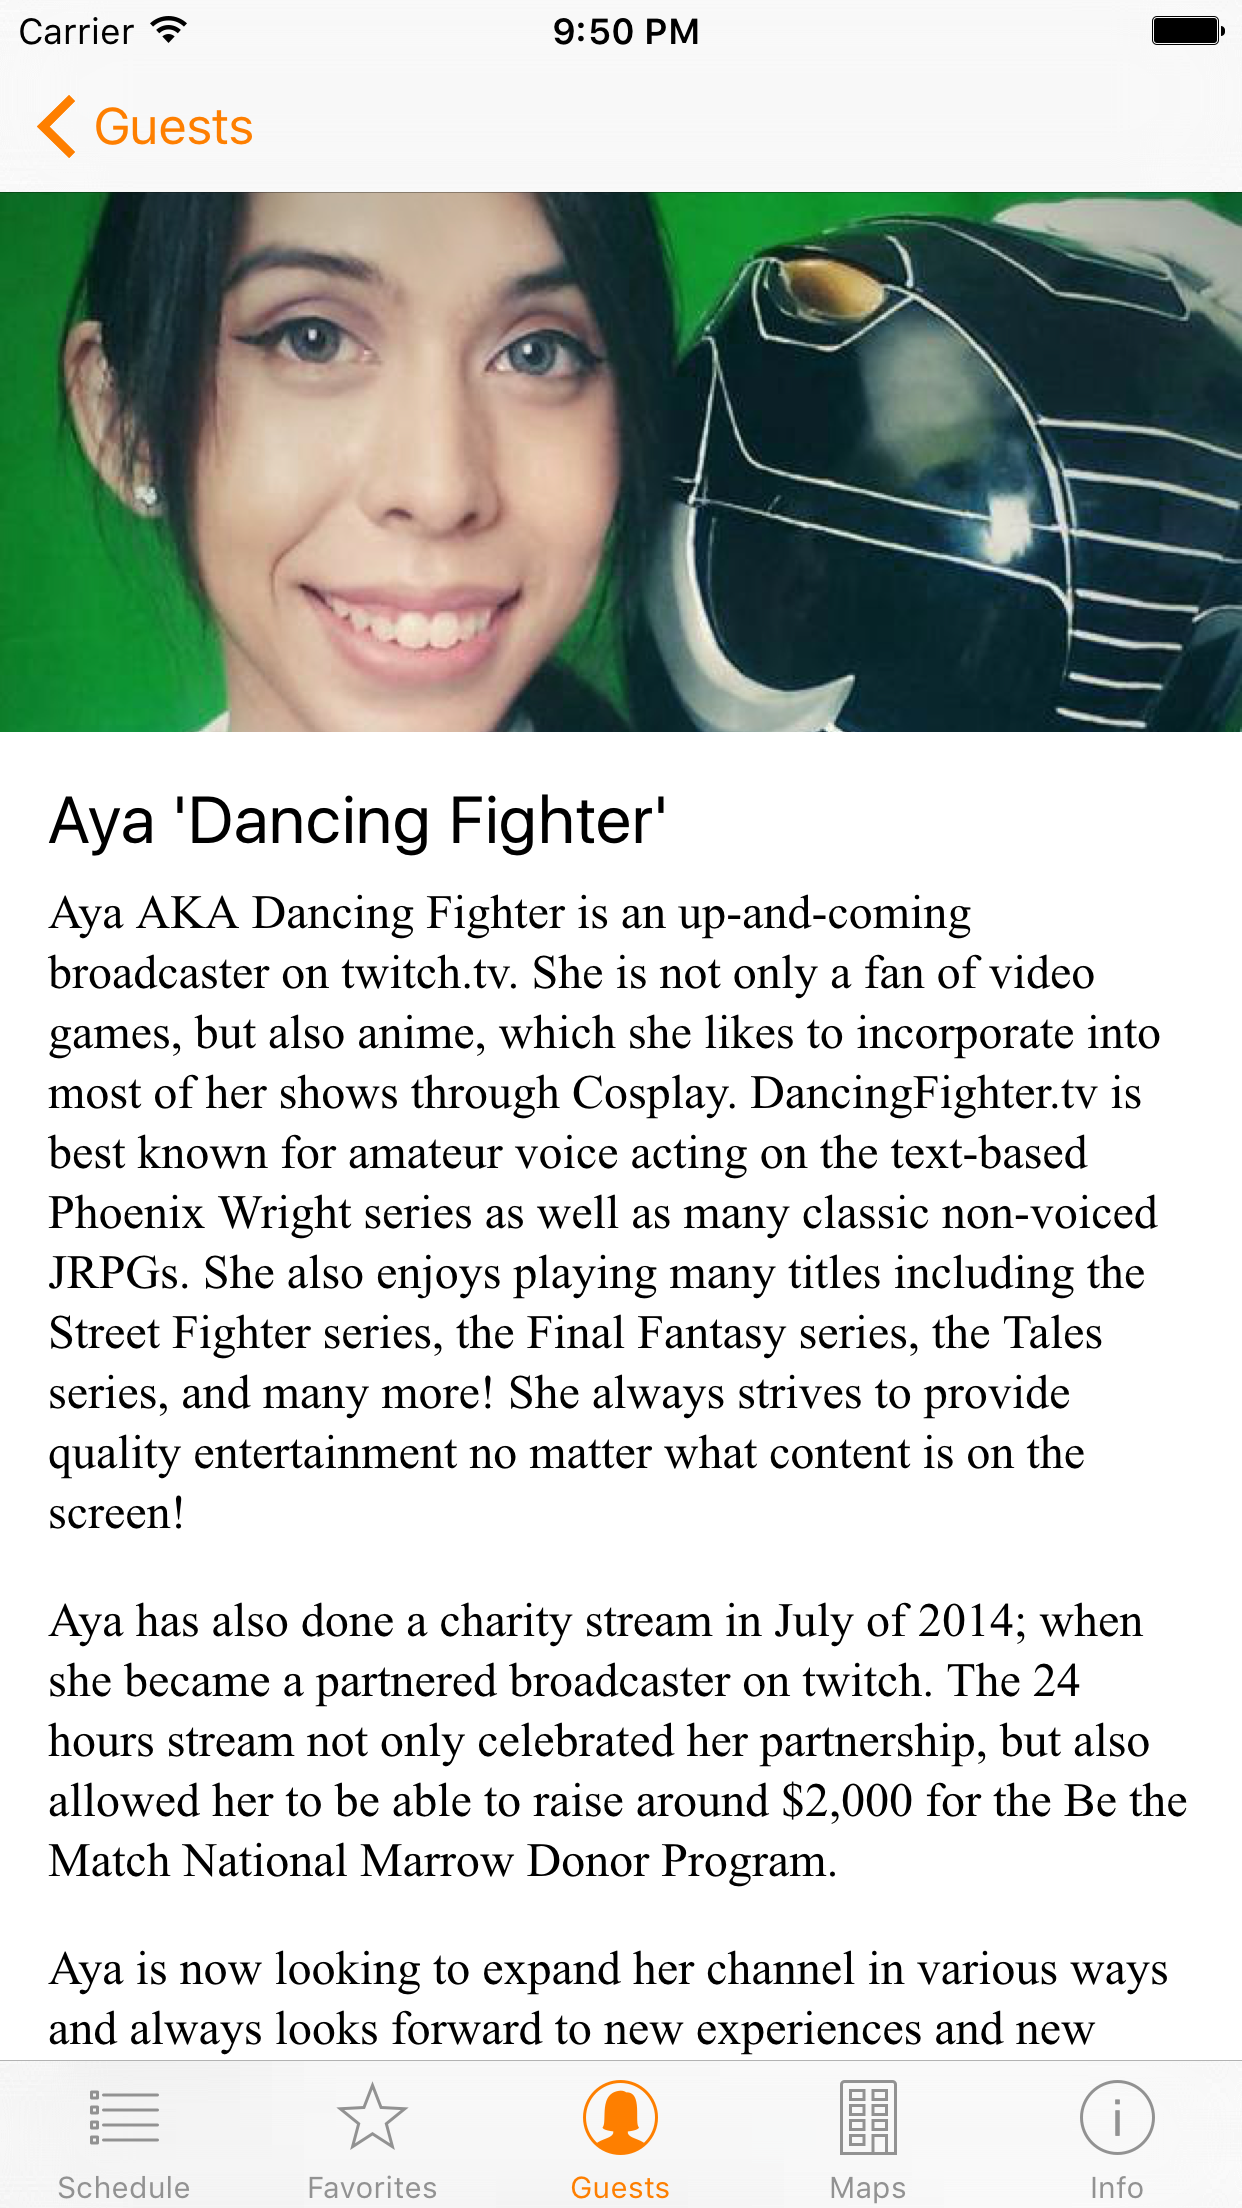 Carrier 9:50 PM
Guests
Aya 'Dancing Fighter'
Aya AKA Dancing Fighter is an up-and-coming
broadcaster on twitch.tv. She is not only a fan of video
games, but also anime, which she likes to incorporate into
most of her shows through Cosplay. DancingFighter.tv is
best known for amateur voice acting on the text-based
Phoenix Wright series as well as many classic non-voiced
JRPGs. She also enjoys playing many titles including the
Street Fighter series, the Final Fantasy series, the Tales
series, and many more! She always strives to provide
quality entertainment no matter what content is on the
screen!
Aya has also done a charity stream in July of 2014; when
she became a partnered broadcaster on twitch. The 24
hours stream not only celebrated her partnership, but also
allowed her to be able to raise around $2,000 for the Be the
Match National Marrow Donor Program.
Aya is now looking to expand her channel in various ways
and always looks forward to new experiences and new
Schedule Favorites Guests Maps Info